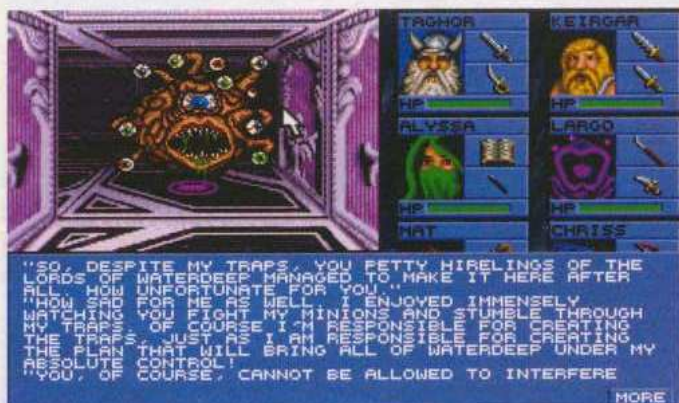 TAGHOR
KEIRGAR
HP
HP
ALYSSA
LARGO
HP
HP
NAT
CHRISS
"SO, DESPITE MY TRAPS, YOU PETTY HIRELINGS OF THE
LORDS OF WATERDEEP MANAGED TO MAKE IT HERE AFTER
ALL. HOW UNFORTUNATE FOR YOU."
"HOW SAD FOR ME AS WELL. I ENJOYED IMMENSELY
WATCHING YOU FIGHT MY MINIONS AND STUMBLE THROUGH
MY TRAPS. OF COURSE I'M RESPONSIBLE FOR CREATING
THE TRAPS, JUST AS I AM RESPONSIBLE FOR CREATING
THE PLAN THAT WILL BRING ALL OF WATERDEEP UNDER MY
ABSOLUTE CONTROL!
"YOU, OF COURSE, CANNOT BE ALLOWED TO INTERFERE
MORE